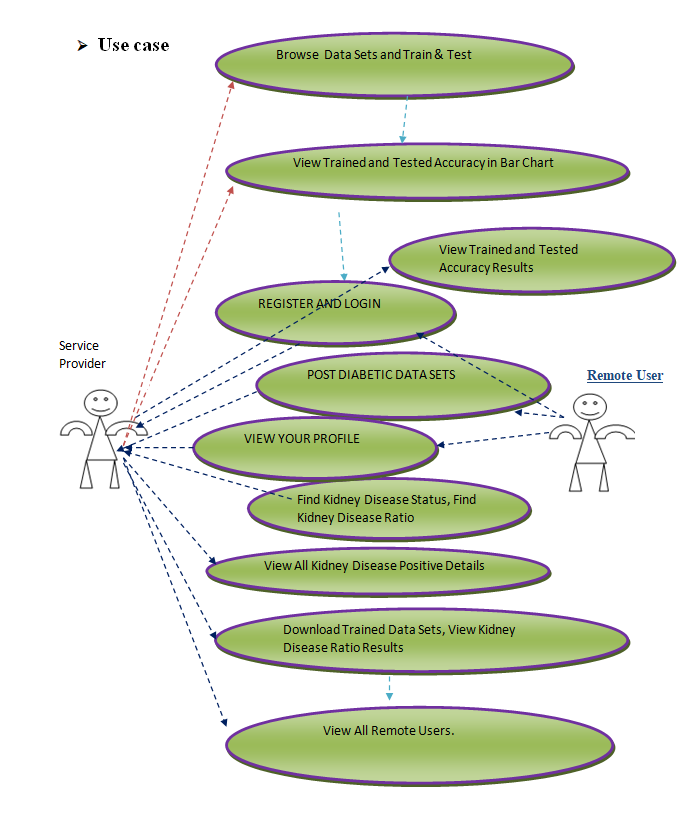 Use case
Browse Data Sets and Train & Test
View Trained and Tested Accuracy in Bar Chart
View Trained and Tested
Accuracy Results
REGISTER AND LOGIN
Service
Provider
POST DIABETIC DATA SETS
Remote User
VIEW YOUR PROFILE
Find Kidney Disease Status, Find
Kidney Disease Ratio
View All Kidney Disease Positive Details
Download Trained Data Sets, View Kidney
Disease Ratio Results
View All Remote Users.